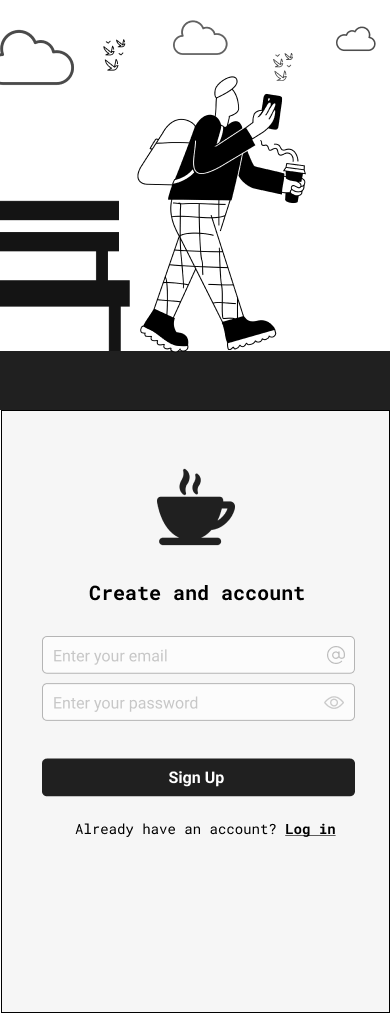 Create and account
Enter your email
Enter your password
Sign Up
Already have an account? Log in